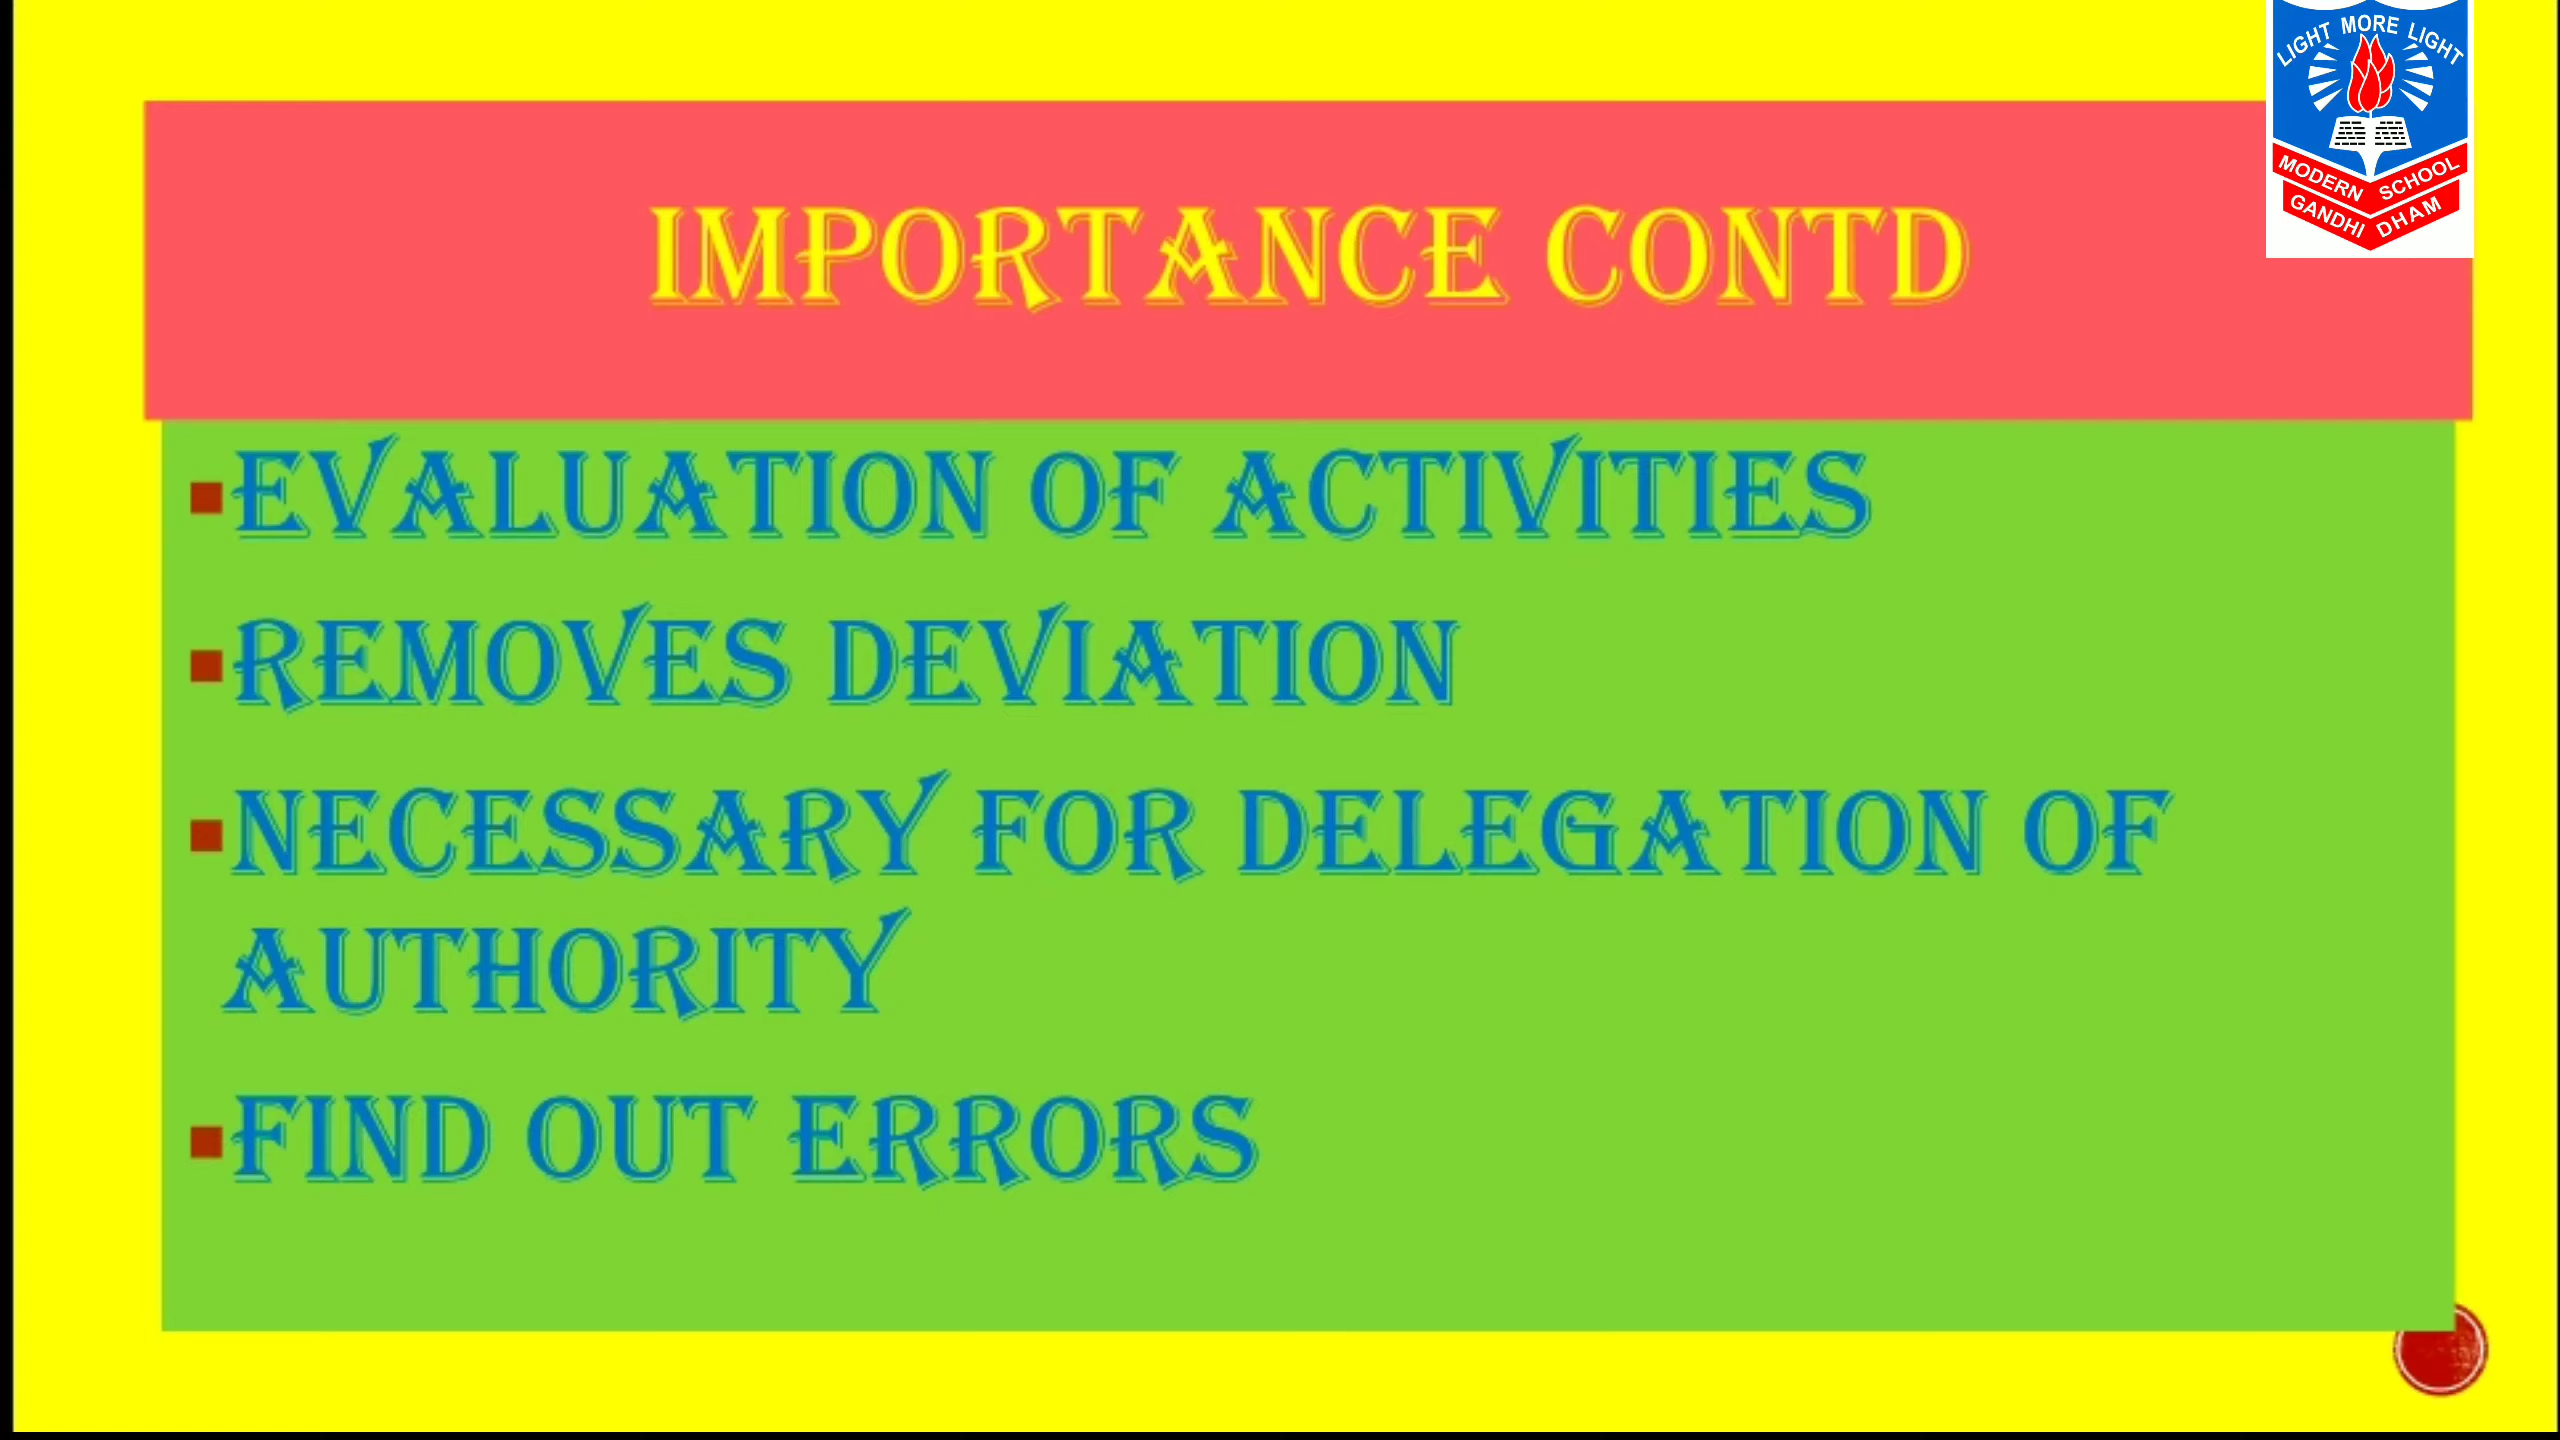 LIGHT MORE LIGHT
MODERN SCHOOL
GANDHI DHAM
IMPORTANCE CONTD
▪EVALUATION OF ACTIVITIES
▪REMOVES DEVIATION
▪NECESSARY FOR DELEGATION OF
AUTHORITY
▪FIND OUT ERRORS